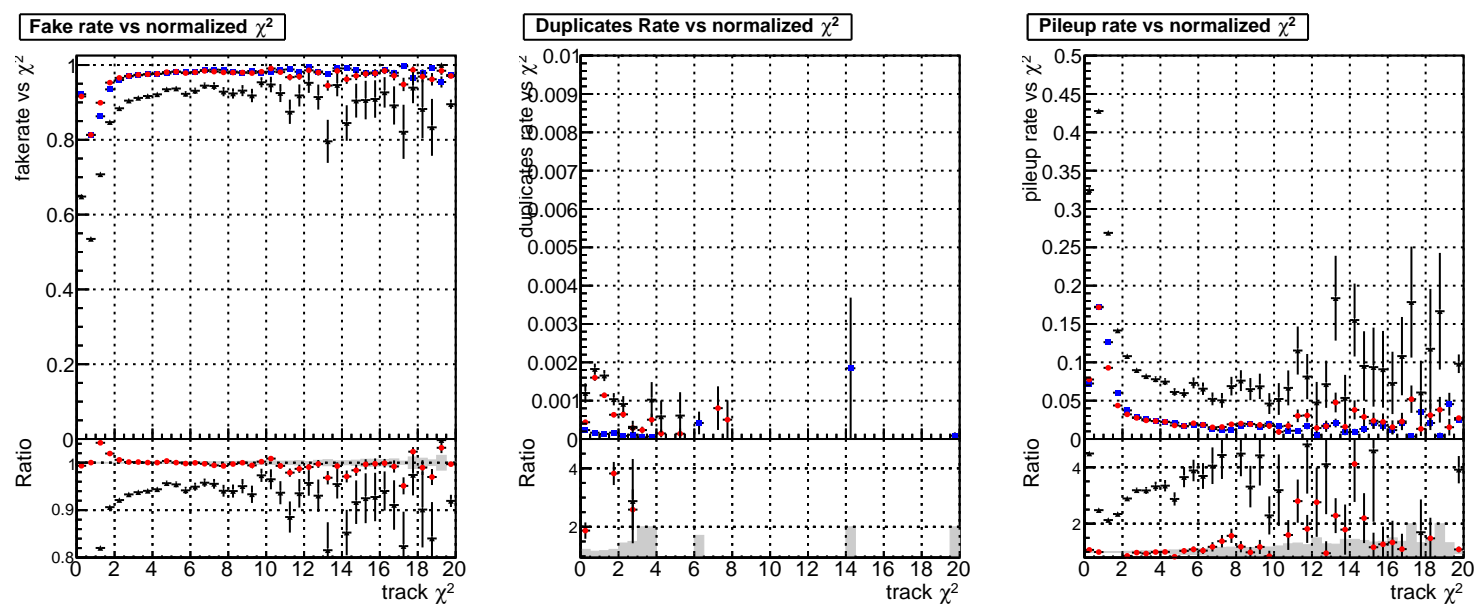 Fake rate vs normalized χ²
fakerate vs χ²
1
0.8
0.6
0.4
0.2
0
Ratio
1
0.9
0.8
0 2 4 6 8 10 12 14 16 18 20
track χ²
Duplicates Rate vs normalized χ²
duplicates rate vs χ²
0.01
0.009
0.008
0.007
0.006
0.005
0.004
0.003
0.002
0.001
0
Ratio
4
2
0 2 4 6 8 10 12 14 16 18 20
track χ²
Pileup rate vs normalized χ²
pileup rate vs χ²
0.5
0.45
0.4
0.35
0.3
0.25
0.2
0.15
0.1
0.05
0
Ratio
4
2
0 2 4 6 8 10 12 14 16 18 20
track χ²